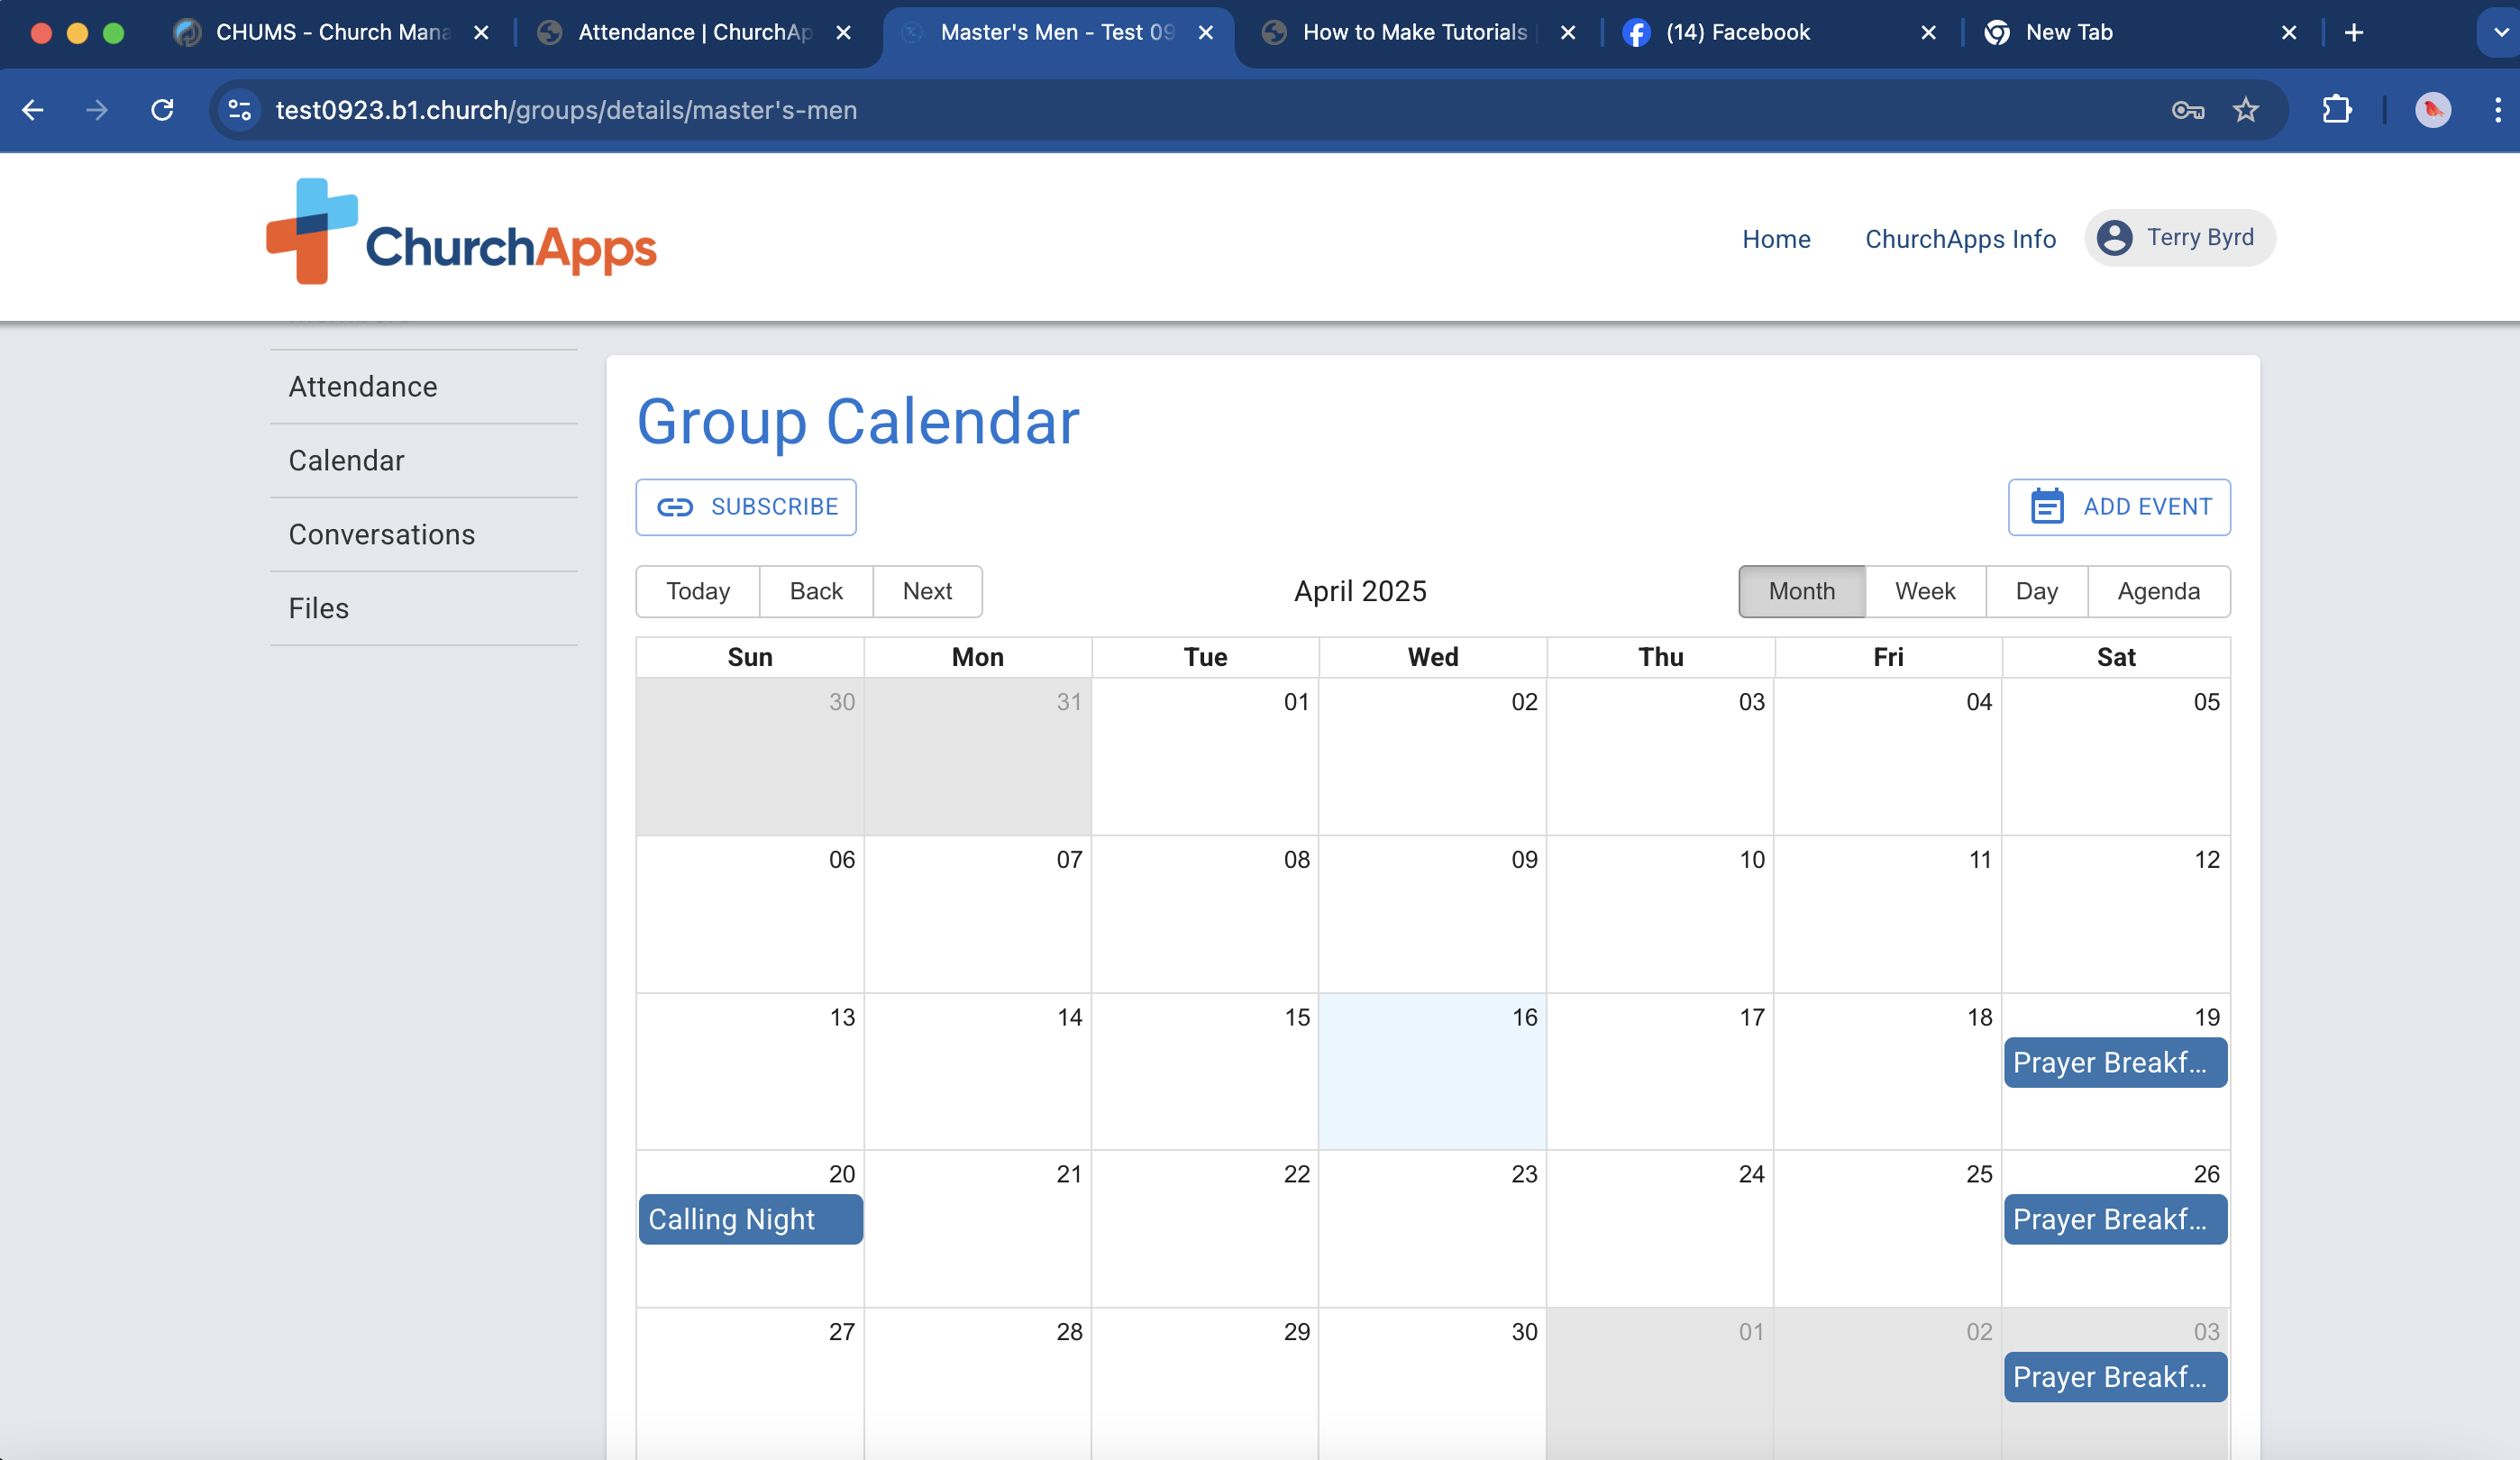 CHUMS - Church Mana
Attendance | ChurchAp
Master's Men - Test 09
How to Make Tutorials
(14) Facebook
New Tab
test0923.b1.church/groups/details/master's-men
ChurchApps
Home
ChurchApps Info
Terry Byrd
Attendance
Calendar
Conversations
Files
Group Calendar
SUBSCRIBE
ADD EVENT
Today Back Next
April 2025
Month Week Day Agenda
Sun Mon Tue Wed Thu Fri Sat
30 31 01 02 03 04 05
06 07 08 09 10 11 12
13 14 15 16 17 18 19
Prayer Breakf...
20 21 22 23 24 25 26
Calling Night
Prayer Breakf...
27 28 29 30 01 02 03
Prayer Breakf...